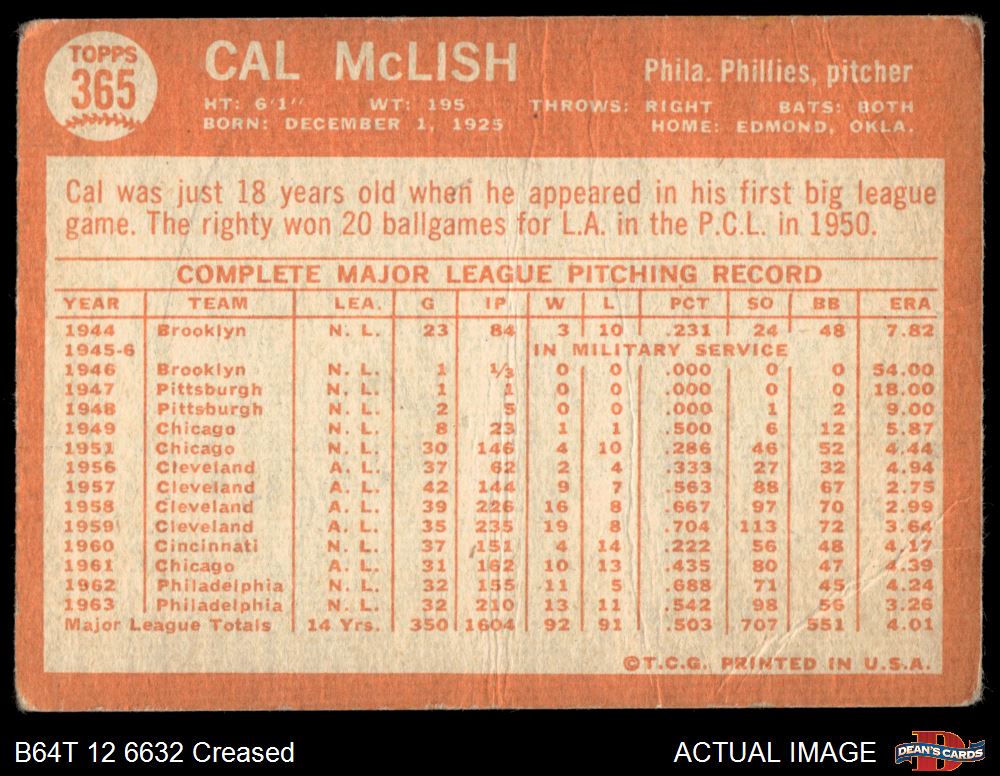 TOPPS
365
CAL McLISH
Phila. Phillies, pitcher
HT: 6'1" WT: 195 THROWS: RIGHT BATS: BOTH
BORN: DECEMBER 1, 1925 HOME: EDMOND, OKLA.
Cal was just 18 years old when he appeared in his first big league
game. The righty won 20 ballgames for L.A. in the P.C.L. in 1950.
COMPLETE MAJOR LEAGUE PITCHING RECORD
YEAR TEAM LEA. G IP W L PCT SO BB ERA
1944 Brooklyn N. L. 23 84 3 10 .231 24 48 7.82
1945-6 IN MILITARY SERVICE
1946 Brooklyn N. L. 1 1/3 0 0 .000 0 0 54.00
1947 Pittsburgh N. L. 1 1 0 0 .000 0 0 18.00
1948 Pittsburgh N. L. 2 5 0 0 .000 1 2 9.00
1949 Chicago N. L. 8 23 1 1 .500 6 12 5.87
1951 Chicago N. L. 30 146 4 10 .286 46 52 4.44
1956 Cleveland A. L. 37 62 2 4 .333 27 32 4.94
1957 Cleveland A. L. 42 144 9 7 .563 88 67 2.75
1958 Cleveland A. L. 39 226 16 8 .667 97 70 2.99
1959 Cleveland A. L. 35 235 19 8 .704 113 72 3.64
1960 Cincinnati N. L. 37 151 4 14 .222 56 48 4.17
1961 Chicago A. L. 31 162 10 13 .435 80 47 4.39
1962 Philadelphia N. L. 32 155 11 5 .688 71 45 4.24
1963 Philadelphia N. L. 32 210 13 11 .542 98 56 3.26
Major League Totals 14 Yrs. 350 1604 92 91 .503 707 551 4.01
©T.C.G. PRINTED IN U.S.A.
B64T 12 6632 Creased
ACTUAL IMAGE
D
DEAN'S CARDS